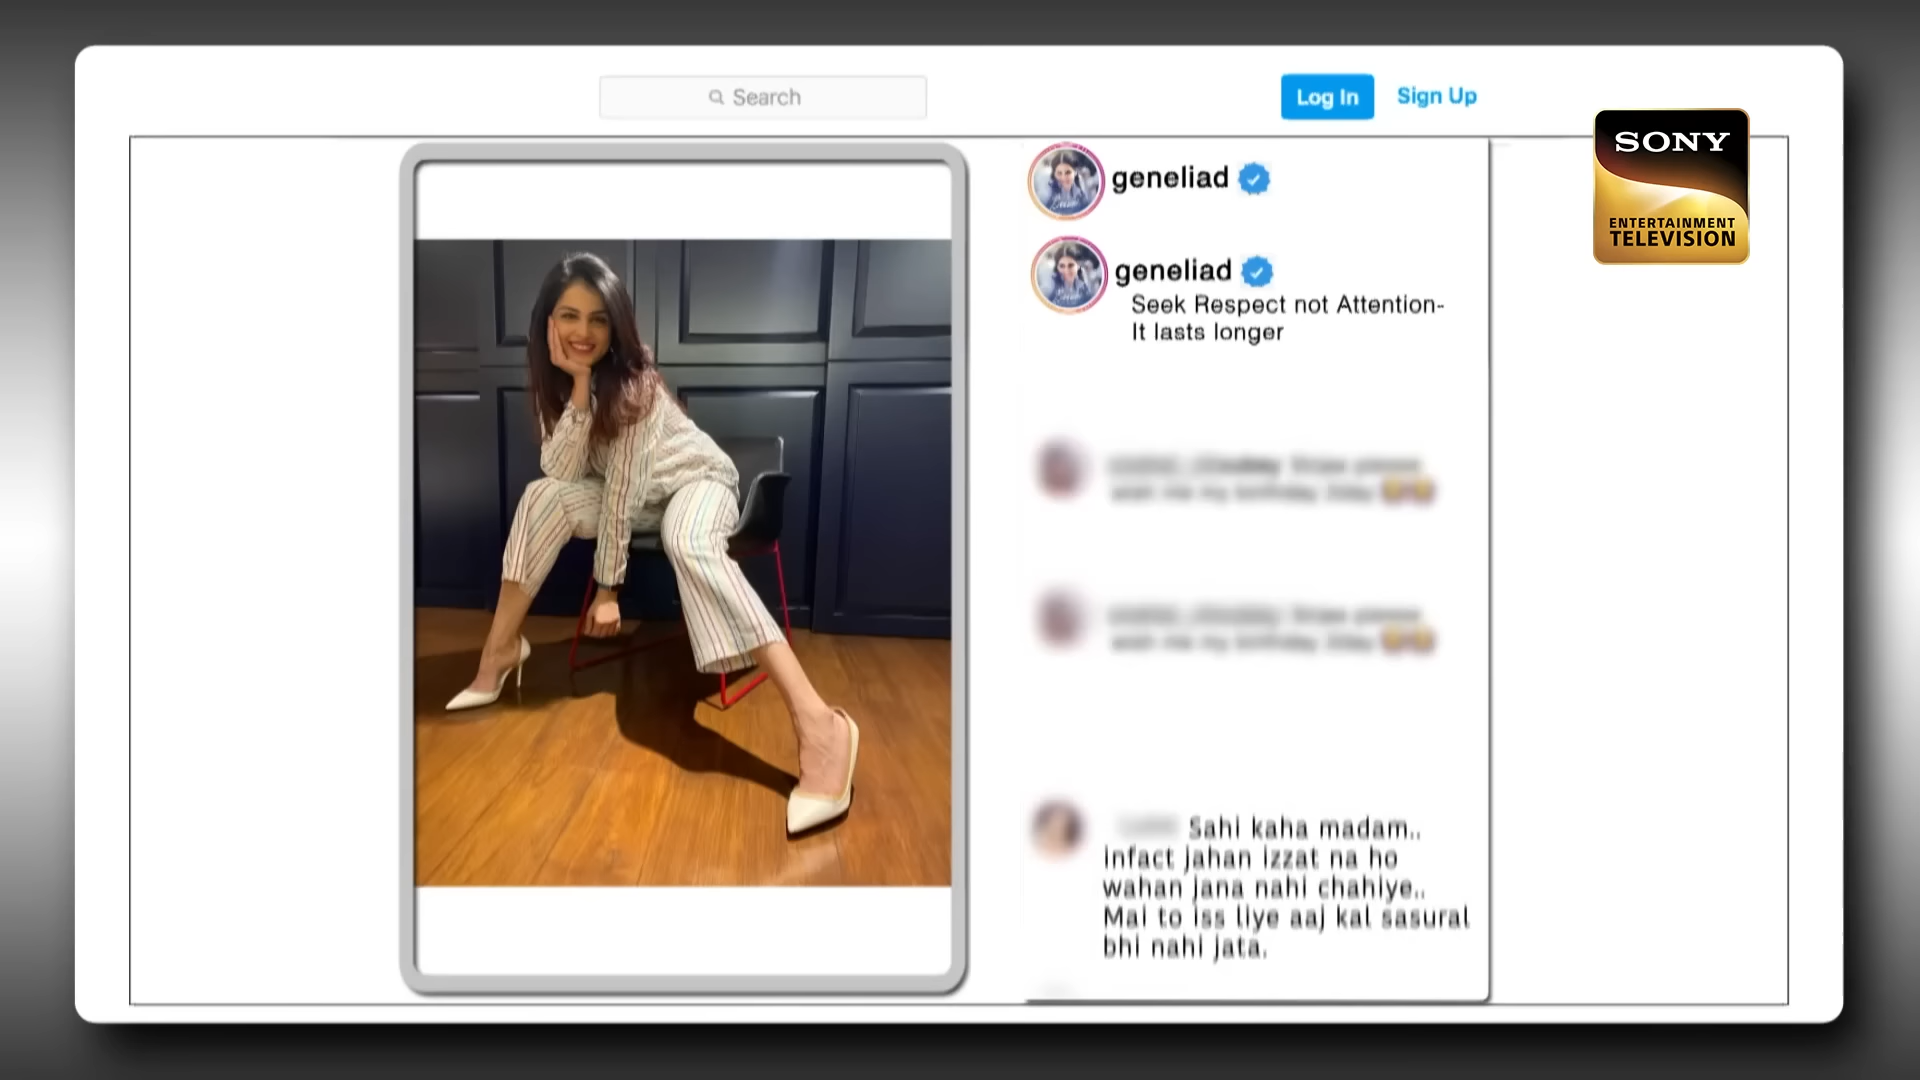 Search
Log In
Sign Up
SONY
ENTERTAINMENT
TELEVISION
geneliad
geneliad
Seek Respect not Attention-
It lasts longer
Sahi kaha madam..
infact jahan izzat na ho
wahan jana nahi chahiye..
Mai to iss liye aaj kal sasural
bhi nahi jata.